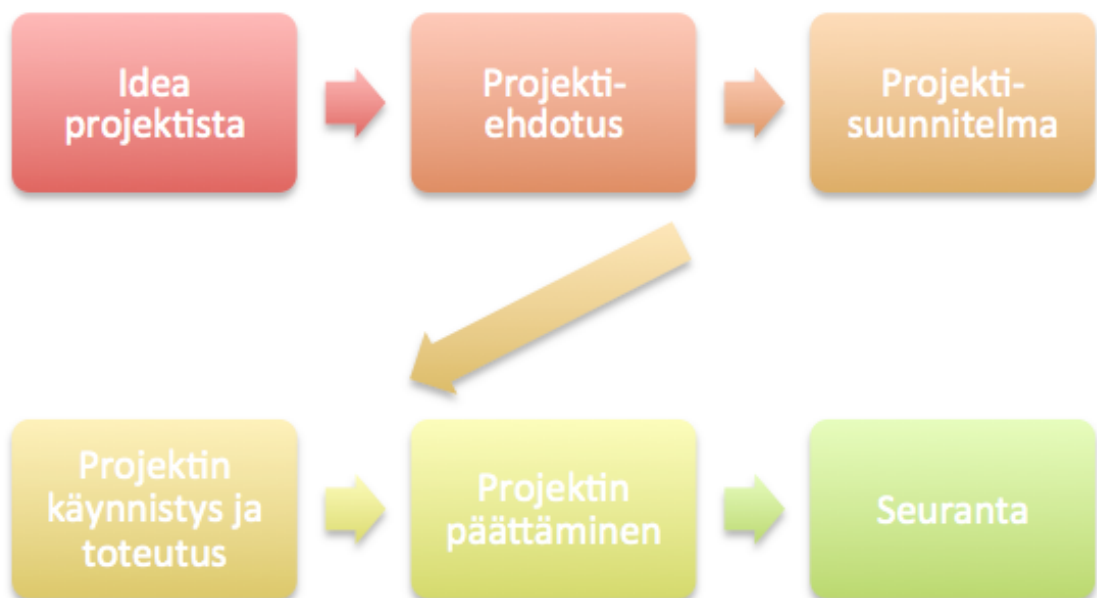 Idea
projektista
Projekti-
ehdotus
Projekti-
suunnitelma
Projektin
käynnistys ja
toteutus
Projektin
päättäminen
Seuranta